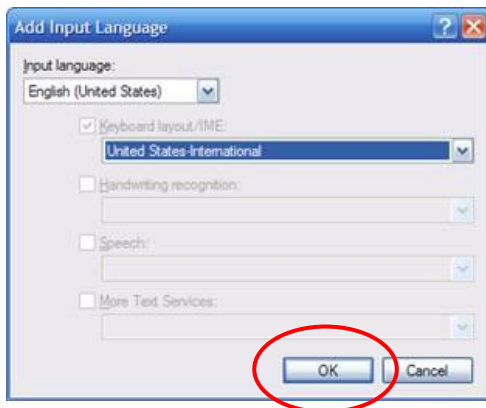 Add Input Language
Input language:
English (United States)
Keyboard layout/IME:
United States-International
Handwriting recognition:
Speech:
More Text Services:
OK Cancel